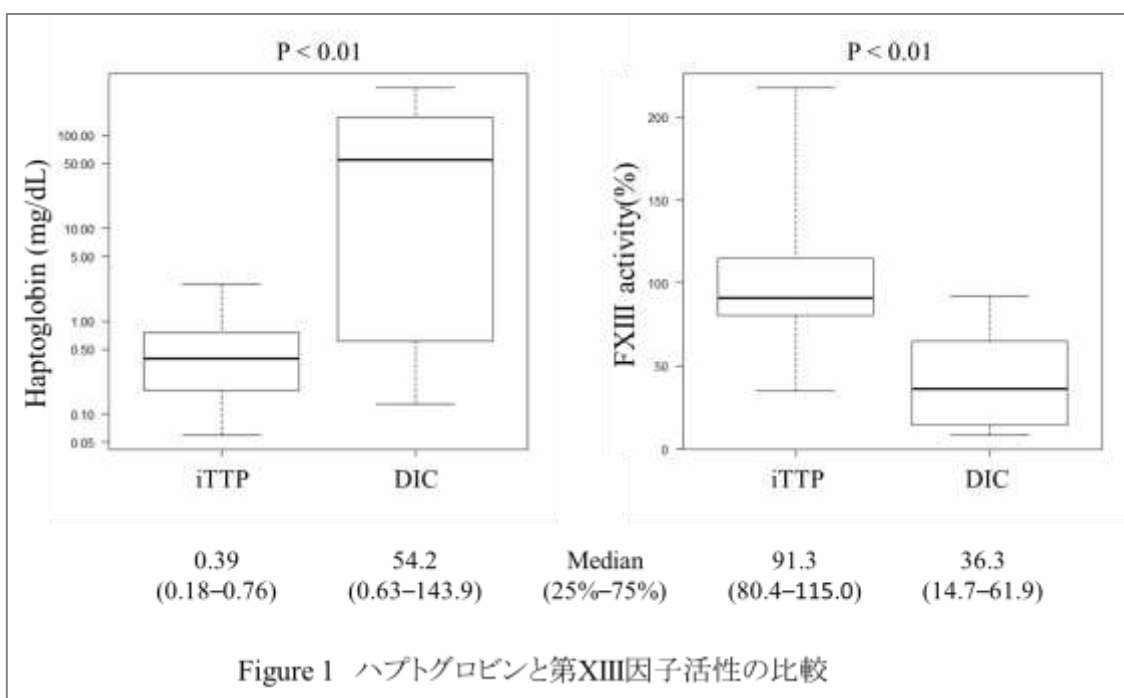 P < 0.01
Haptoglobin (mg/dL)
100.00
50.00
10.00
5.00
1.00
0.50
0.10
0.05
iTTP
DIC
P < 0.01
FXIII activity(%)
200
150
100
50
0
iTTP
DIC
0.39 54.2 Median 91.3 36.3
(0.18–0.76) (0.63–143.9) (25%–75%) (80.4–115.0) (14.7–61.9)
Figure 1 ハプトグロビンと第XIII因子活性の比較